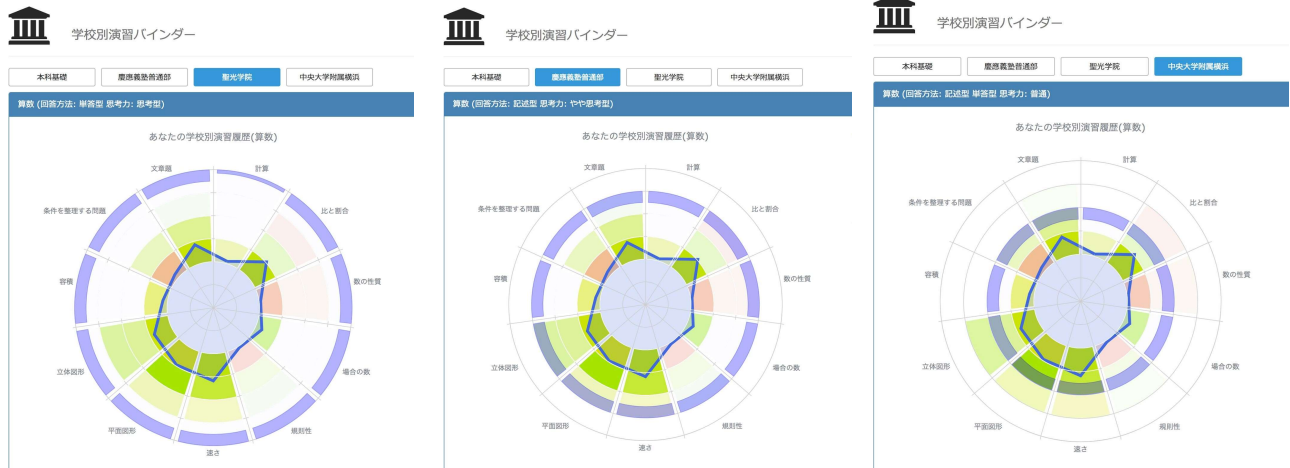 学校別演習バインダー
本科基礎
慶應義塾普通部
聖光学院
中央大学附属横浜
算数 (回答方法: 単答型 思考力: 思考型)
あなたの学校別演習履歴(算数)
文章題
計算
条件を整理する問題
比と割合
容積
数の性質
立体図形
場合の数
平面図形
規則性
速さ
学校別演習バインダー
本科基礎
慶應義塾普通部
聖光学院
中央大学附属横浜
算数 (回答方法: 記述型 思考力: やや思考型)
あなたの学校別演習履歴(算数)
文章題
計算
条件を整理する問題
比と割合
容積
数の性質
立体図形
場合の数
平面図形
規則性
速さ
学校別演習バインダー
本科基礎
慶應義塾普通部
聖光学院
中央大学附属横浜
算数 (回答方法: 記述型 単答型 思考力: 普通)
あなたの学校別演習履歴(算数)
文章題
計算
条件を整理する問題
比と割合
容積
数の性質
立体図形
場合の数
平面図形
規則性
速さ